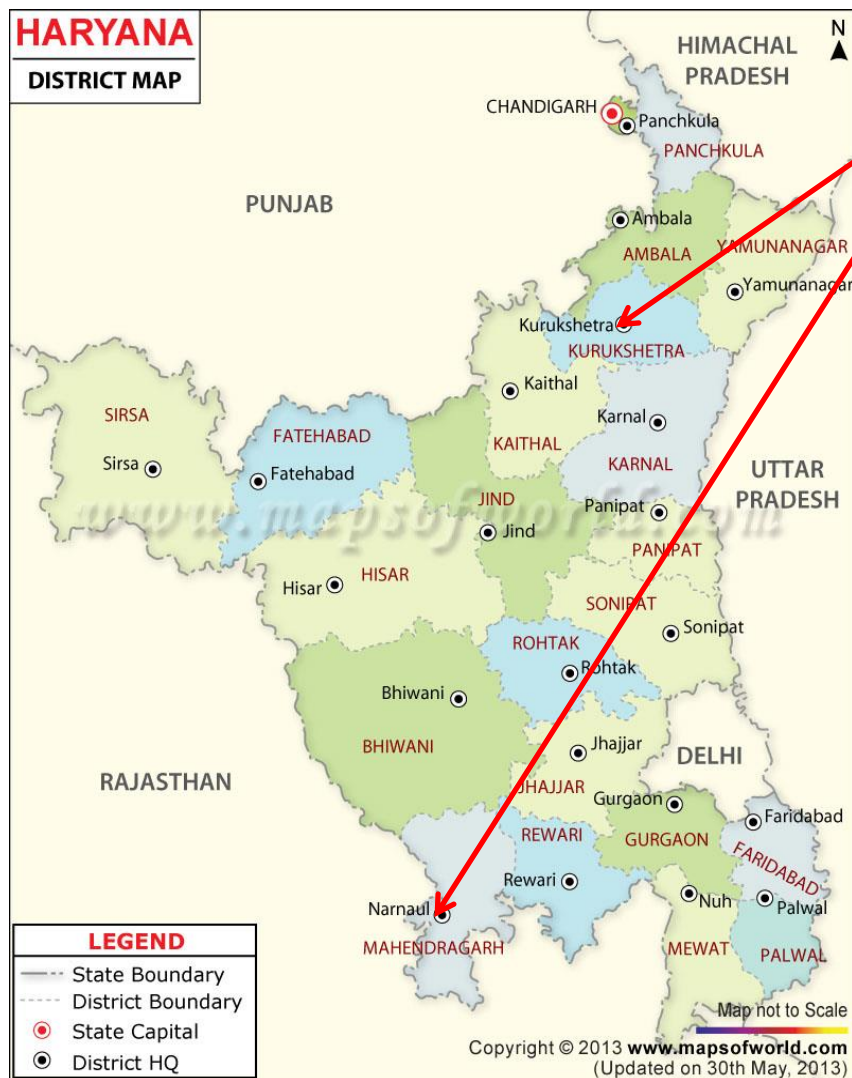 HARYANA
DISTRICT MAP
N
HIMACHAL
PRADESH
CHANDIGARH
Panchkula
PANCHKULA
PUNJAB
Ambala
AMBALA
YAMUNANAGAR
Yamunanagar
Kurukshetra
KURUKSHETRA
Kaithal
KAITHAL
Karnal
KARNAL
SIRSA
Sirsa
FATEHABAD
Fatehabad
UTTAR
PRADESH
JIND
Jind
Panipat
PANIPAT
www.mapsofworld.com
HISAR
Hisar
SONIPAT
Sonipat
ROHTAK
Rohtak
Bhiwani
BHIWANI
RAJASTHAN
Jhajjar
JHAJJAR
DELHI
Gurgaon
GURGAON
Faridabad
FARIDABAD
REWARI
Rewari
Narnaul
MAHENDRAGARH
Nuh
MEWAT
Palwal
PALWAL
LEGEND
State Boundary
District Boundary
State Capital
District HQ
Map not to Scale
Copyright © 2013 www.mapsofworld.com
(Updated on 30th May, 2013)